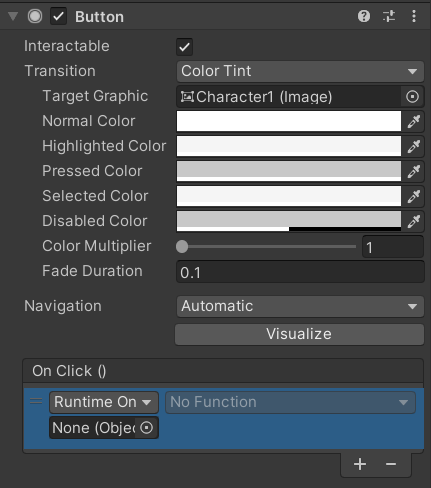 Button
Interactable
Transition Color Tint
Target Graphic Character1 (Image)
Normal Color
Highlighted Color
Pressed Color
Selected Color
Disabled Color
Color Multiplier 1
Fade Duration 0.1
Navigation Automatic
Visualize
On Click ()
Runtime On No Function
None (Objec